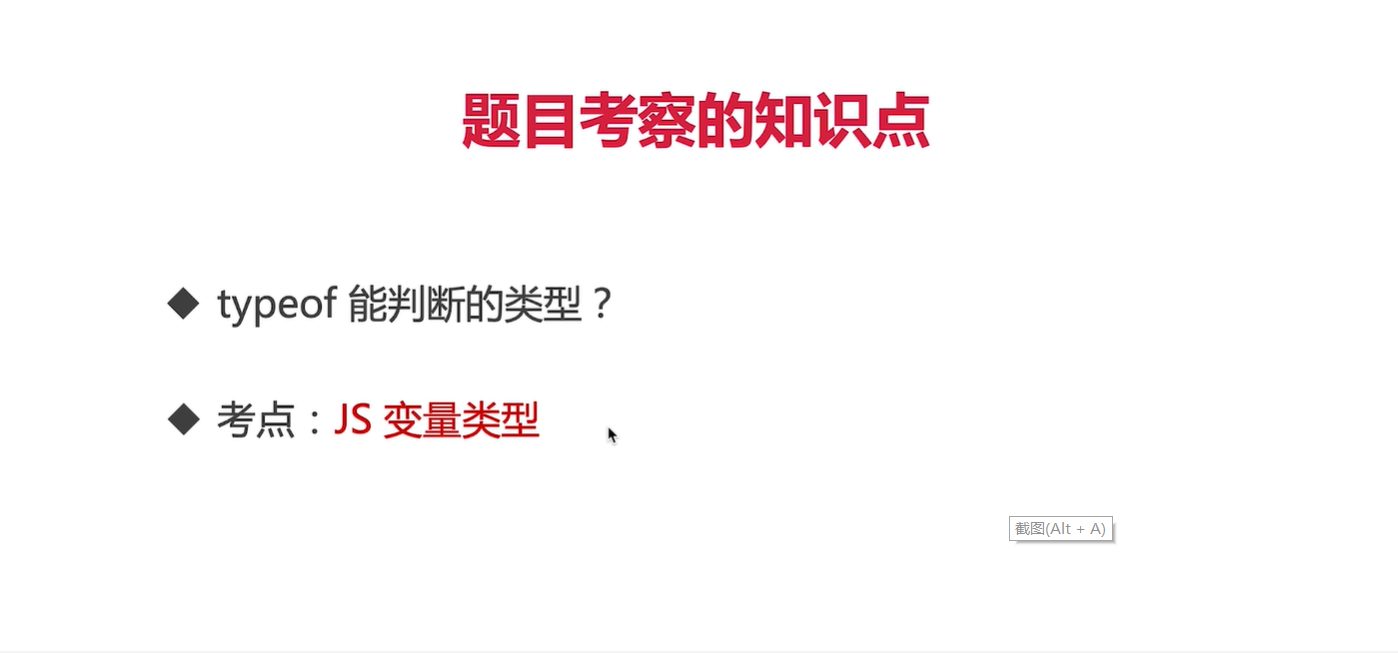 题目考察的知识点
◆ typeof 能判断的类型？
◆ 考点：JS 变量类型
截图(Alt + A)